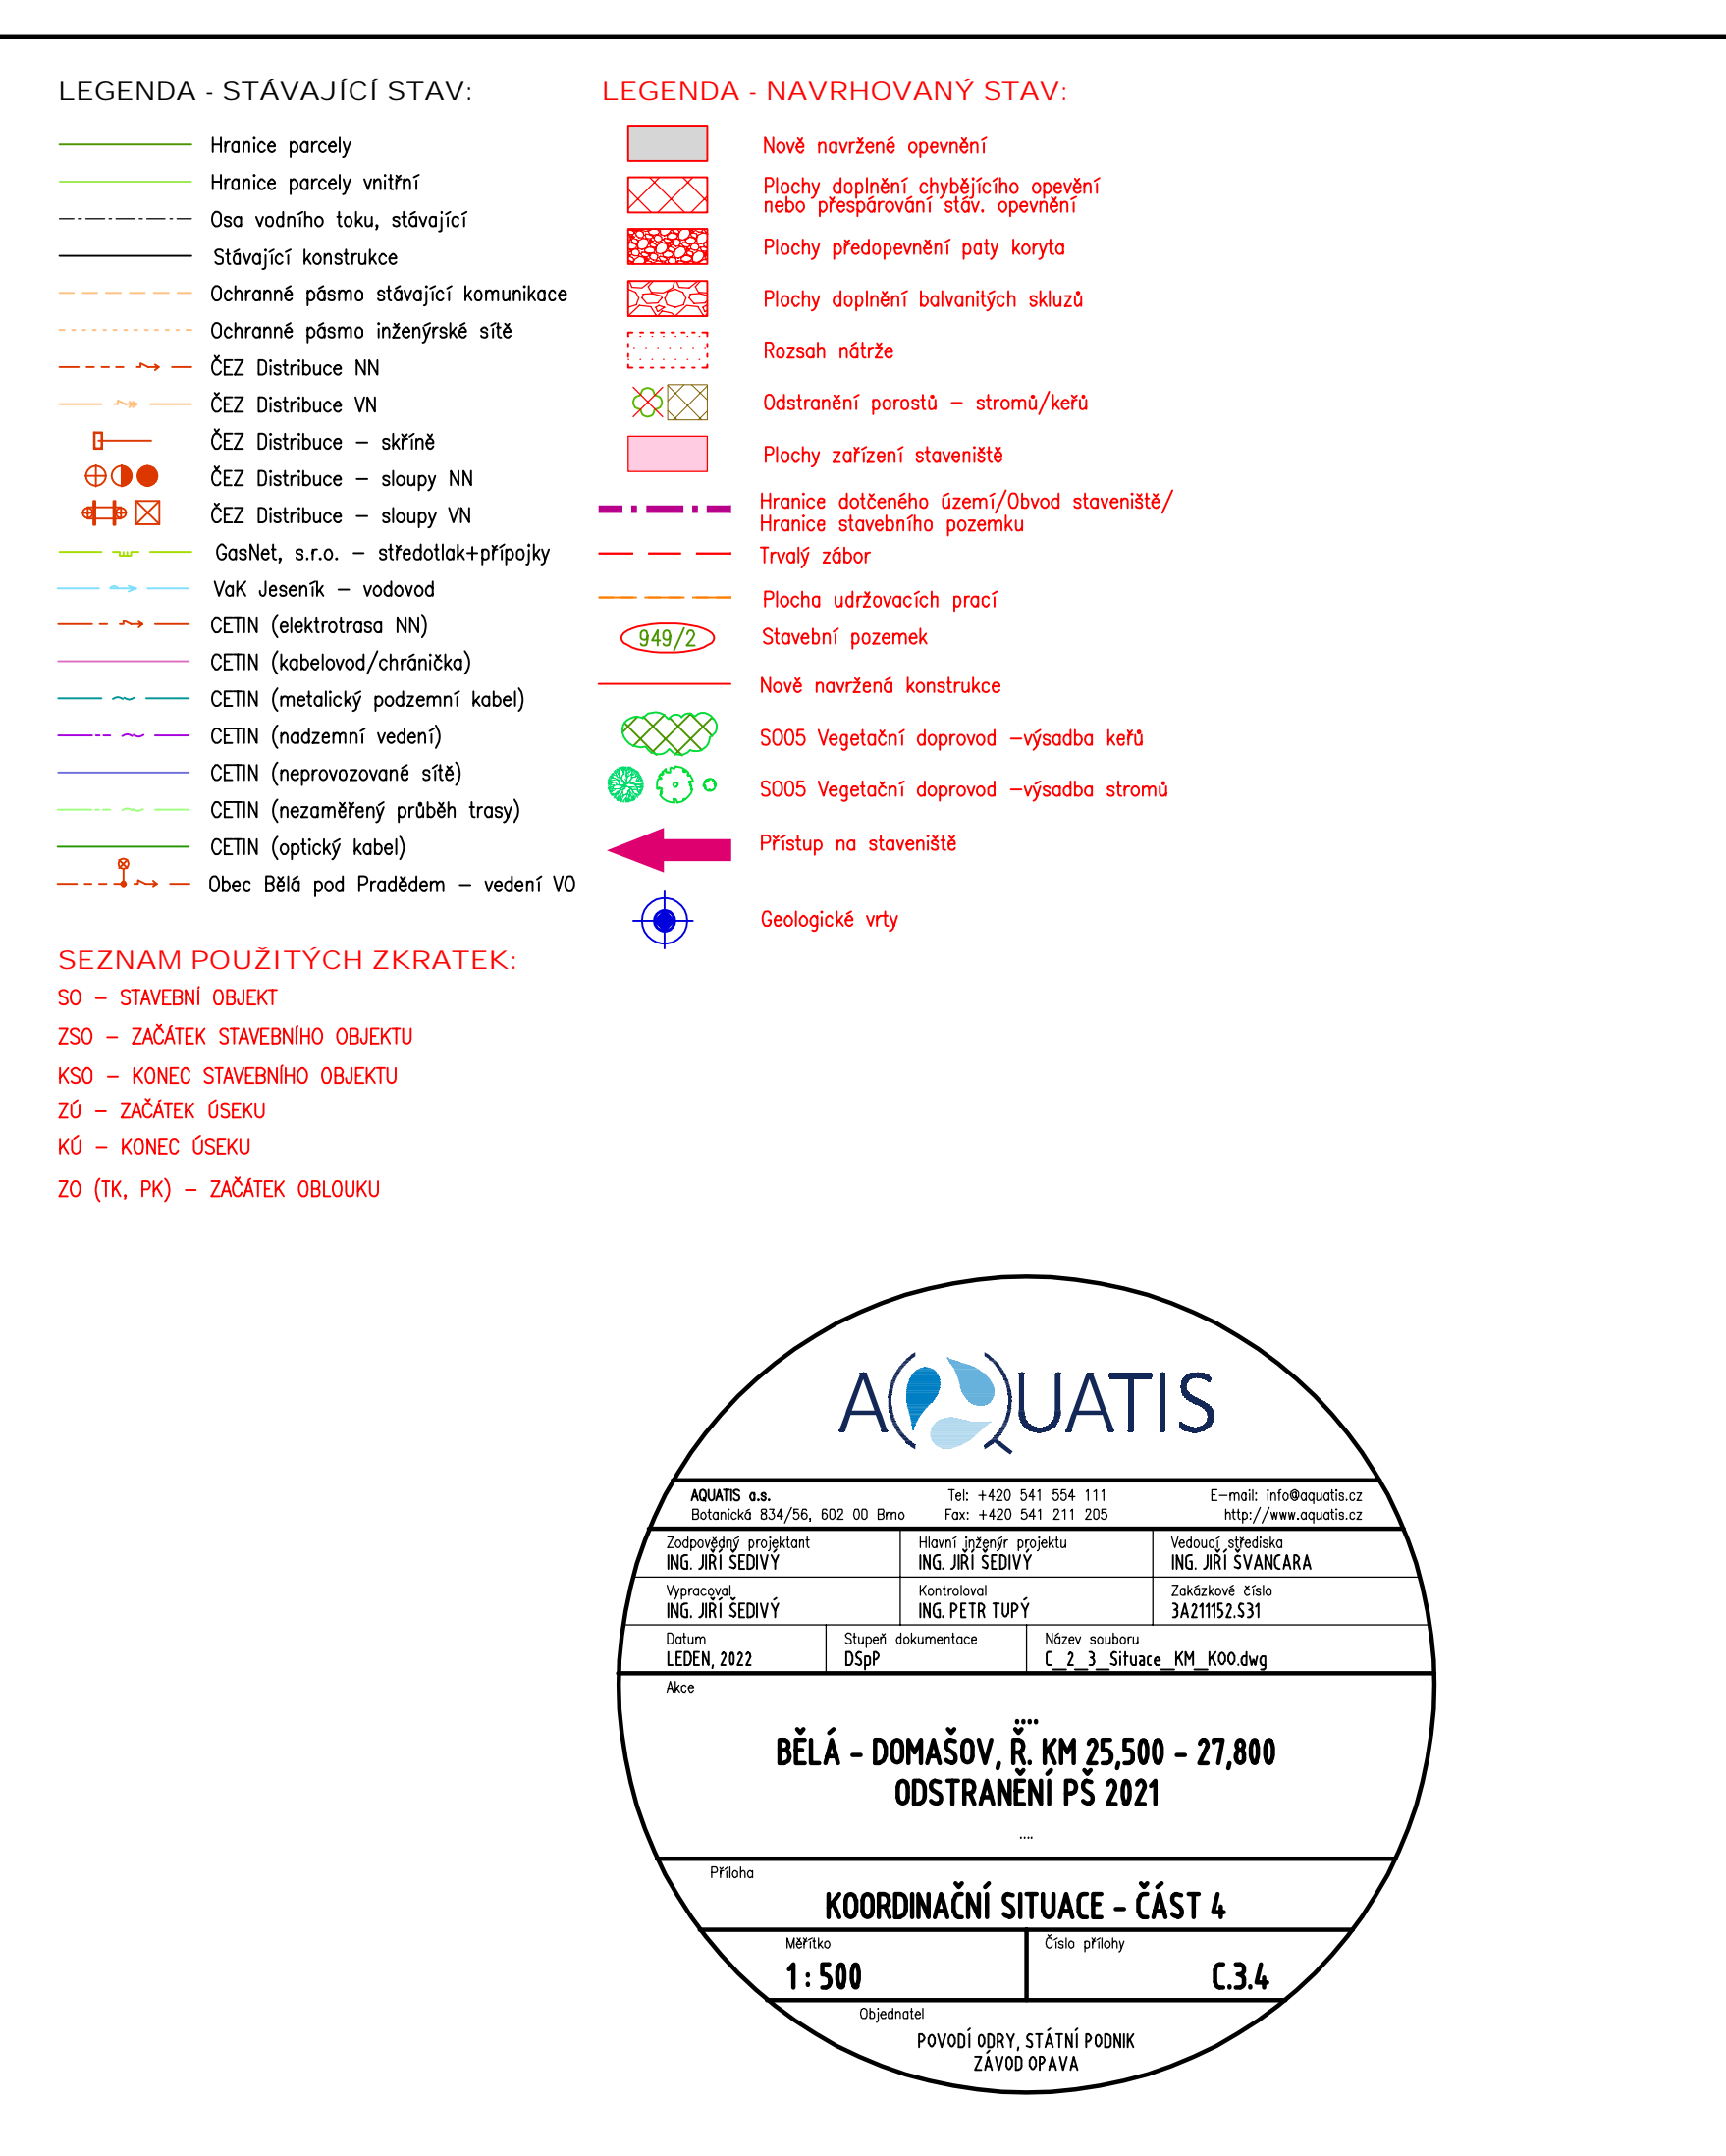 LEGENDA - STÁVAJÍCÍ STAV:
Hranice parcely
Hranice parcely vnitřní
Osa vodního toku, stávající
Stávající konstrukce
Ochranné pásmo stávající komunikace
Ochranné pásmo inženýrské sítě
ČEZ Distribuce NN
ČEZ Distribuce VN
ČEZ Distribuce – skříně
ČEZ Distribuce – sloupy NN
ČEZ Distribuce – sloupy VN
GasNet, s.r.o. – středotlak+přípojky
VaK Jeseník – vodovod
CETIN (elektrotrasa NN)
CETIN (kabelovod/chránička)
CETIN (metalický podzemní kabel)
CETIN (nadzemní vedení)
CETIN (neprovozované sítě)
CETIN (nezaměřený průběh trasy)
CETIN (optický kabel)
Obec Bělá pod Pradědem – vedení VO
LEGENDA - NAVRHOVANÝ STAV:
Nově navržené opevnění
Plochy doplnění chybějícího opevění
nebo přespárování stáv. opevnění
Plochy předopevnění paty koryta
Plochy doplnění balvanitých skluzů
Rozsah nátrže
Odstranění porostů – stromů/keřů
Plochy zařízení staveniště
Hranice dotčeného území/Obvod staveniště/
Hranice stavebního pozemku
Trvalý zábor
Plocha udržovacích prací
949/2 Stavební pozemek
Nově navržená konstrukce
SO05 Vegetační doprovod –výsadba keřů
SO05 Vegetační doprovod –výsadba stromů
Přístup na staveniště
Geologické vrty
SEZNAM POUŽITÝCH ZKRATEK:
SO – STAVEBNÍ OBJEKT
ZSO – ZAČÁTEK STAVEBNÍHO OBJEKTU
KSO – KONEC STAVEBNÍHO OBJEKTU
ZÚ – ZAČÁTEK ÚSEKU
KÚ – KONEC ÚSEKU
ZO (TK, PK) – ZAČÁTEK OBLOUKU
AQUATIS
AQUATIS a.s. Tel: +420 541 554 111 E–mail: info@aquatis.cz
Botanická 834/56, 602 00 Brno Fax: +420 541 211 205 http://www.aquatis.cz
Zodpovědný projektant Hlavní inženýr projektu Vedoucí střediska
ING. JIŘÍ ŠEDIVÝ ING. JIŘÍ ŠEDIVÝ ING. JIŘÍ ŠVANCARA
Vypracoval Kontroloval Zakázkové číslo
ING. JIŘÍ ŠEDIVÝ ING. PETR TUPÝ 3A211152.S31
Datum Stupeň dokumentace Název souboru
LEDEN, 2022 DSpP C_2_3_Situace_KM_KOO.dwg
Akce
....
BĚLÁ – DOMAŠOV, Ř. KM 25,500 – 27,800
ODSTRANĚNÍ PŠ 2021
....
Příloha
KOORDINAČNÍ SITUACE – ČÁST 4
Měřítko Číslo přílohy
1 : 500 C.3.4
Objednatel
POVODÍ ODRY, STÁTNÍ PODNIK
ZÁVOD OPAVA